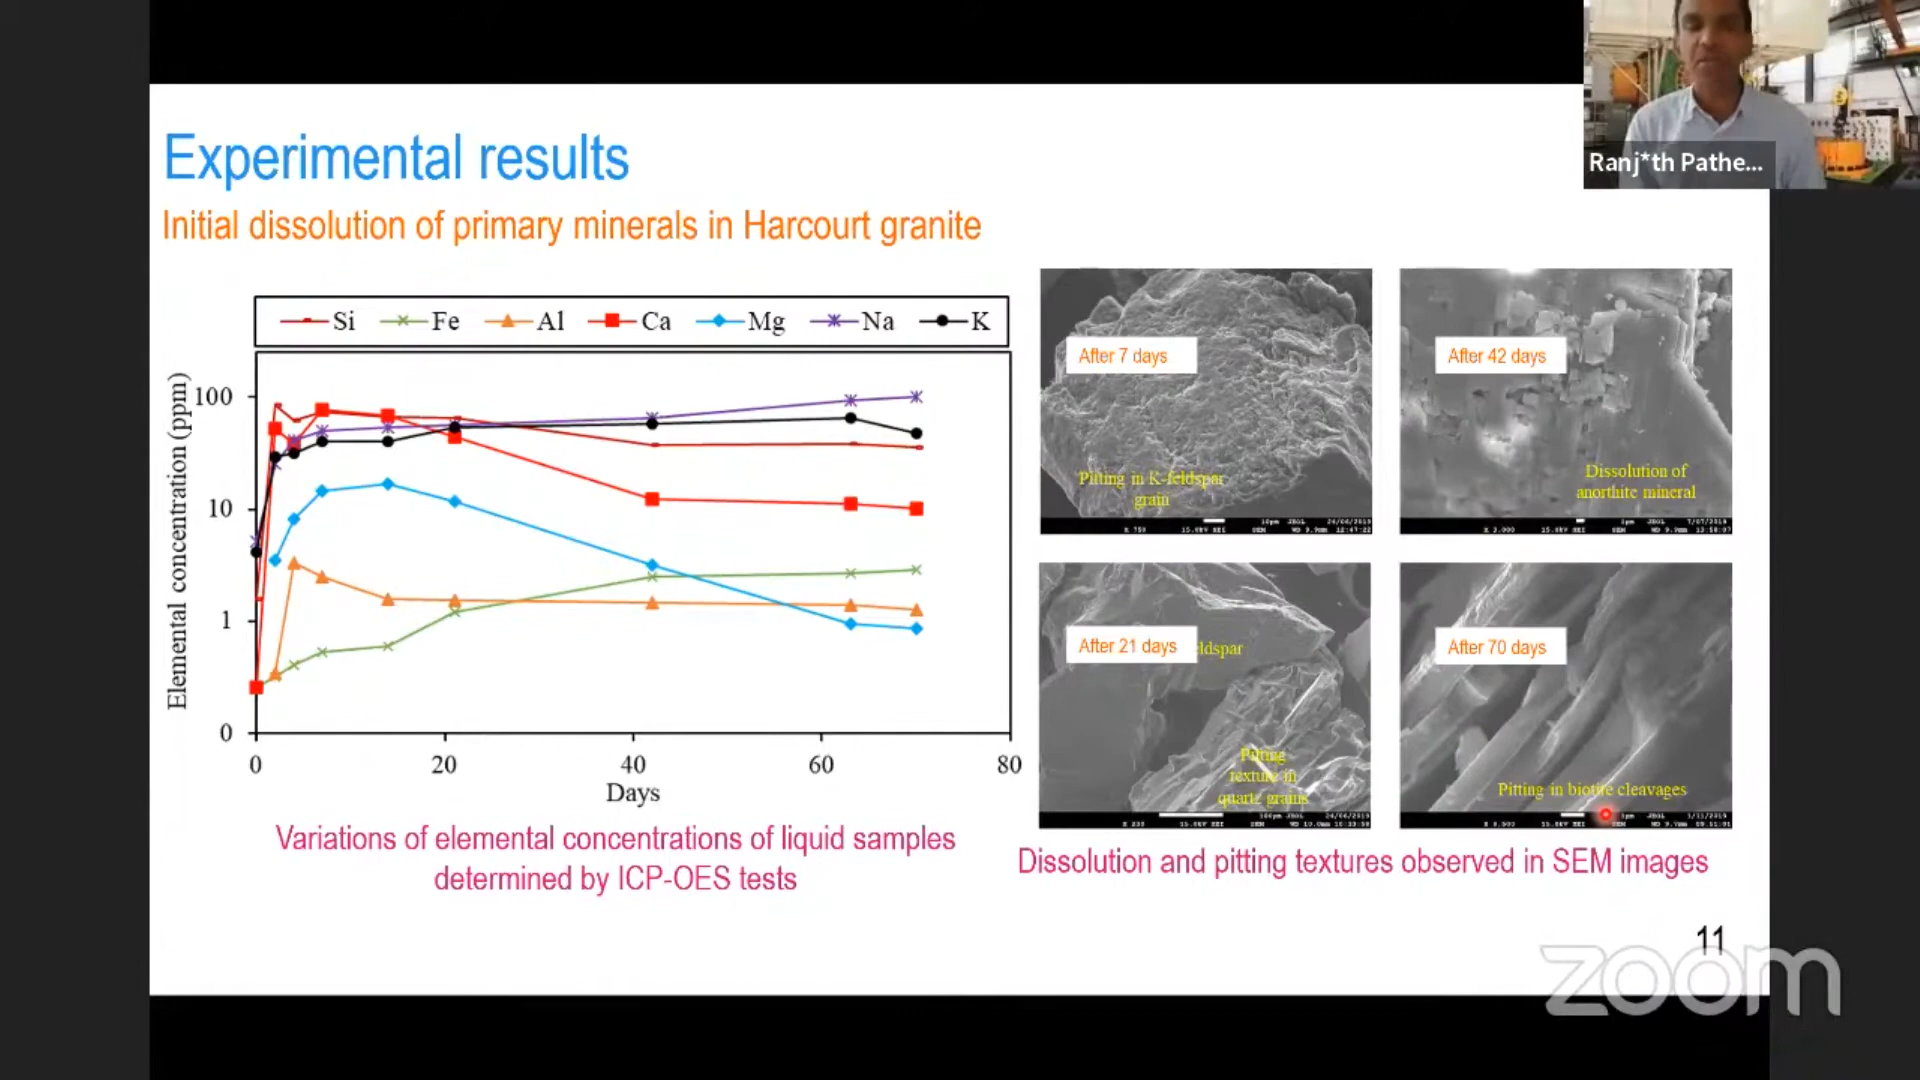 Ranj*th Pathe...
Experimental results
Initial dissolution of primary minerals in Harcourt granite
Si Fe Al Ca Mg Na K
Elemental concentration (ppm)
100
10
1
0
0 20 40 60 80
Days
Variations of elemental concentrations of liquid samples
determined by ICP-OES tests
After 7 days
Pitting in K-feldspar
grain
After 42 days
Dissolution of
anorthite mineral
After 21 days
ldspar
Pitting
texture in
quartz grains
After 70 days
Pitting in biotite cleavages
Dissolution and pitting textures observed in SEM images
11
zoom